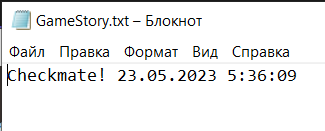 GameStory.txt – Блокнот
Файл Правка Формат Вид Справка
Checkmate! 23.05.2023 5:36:09